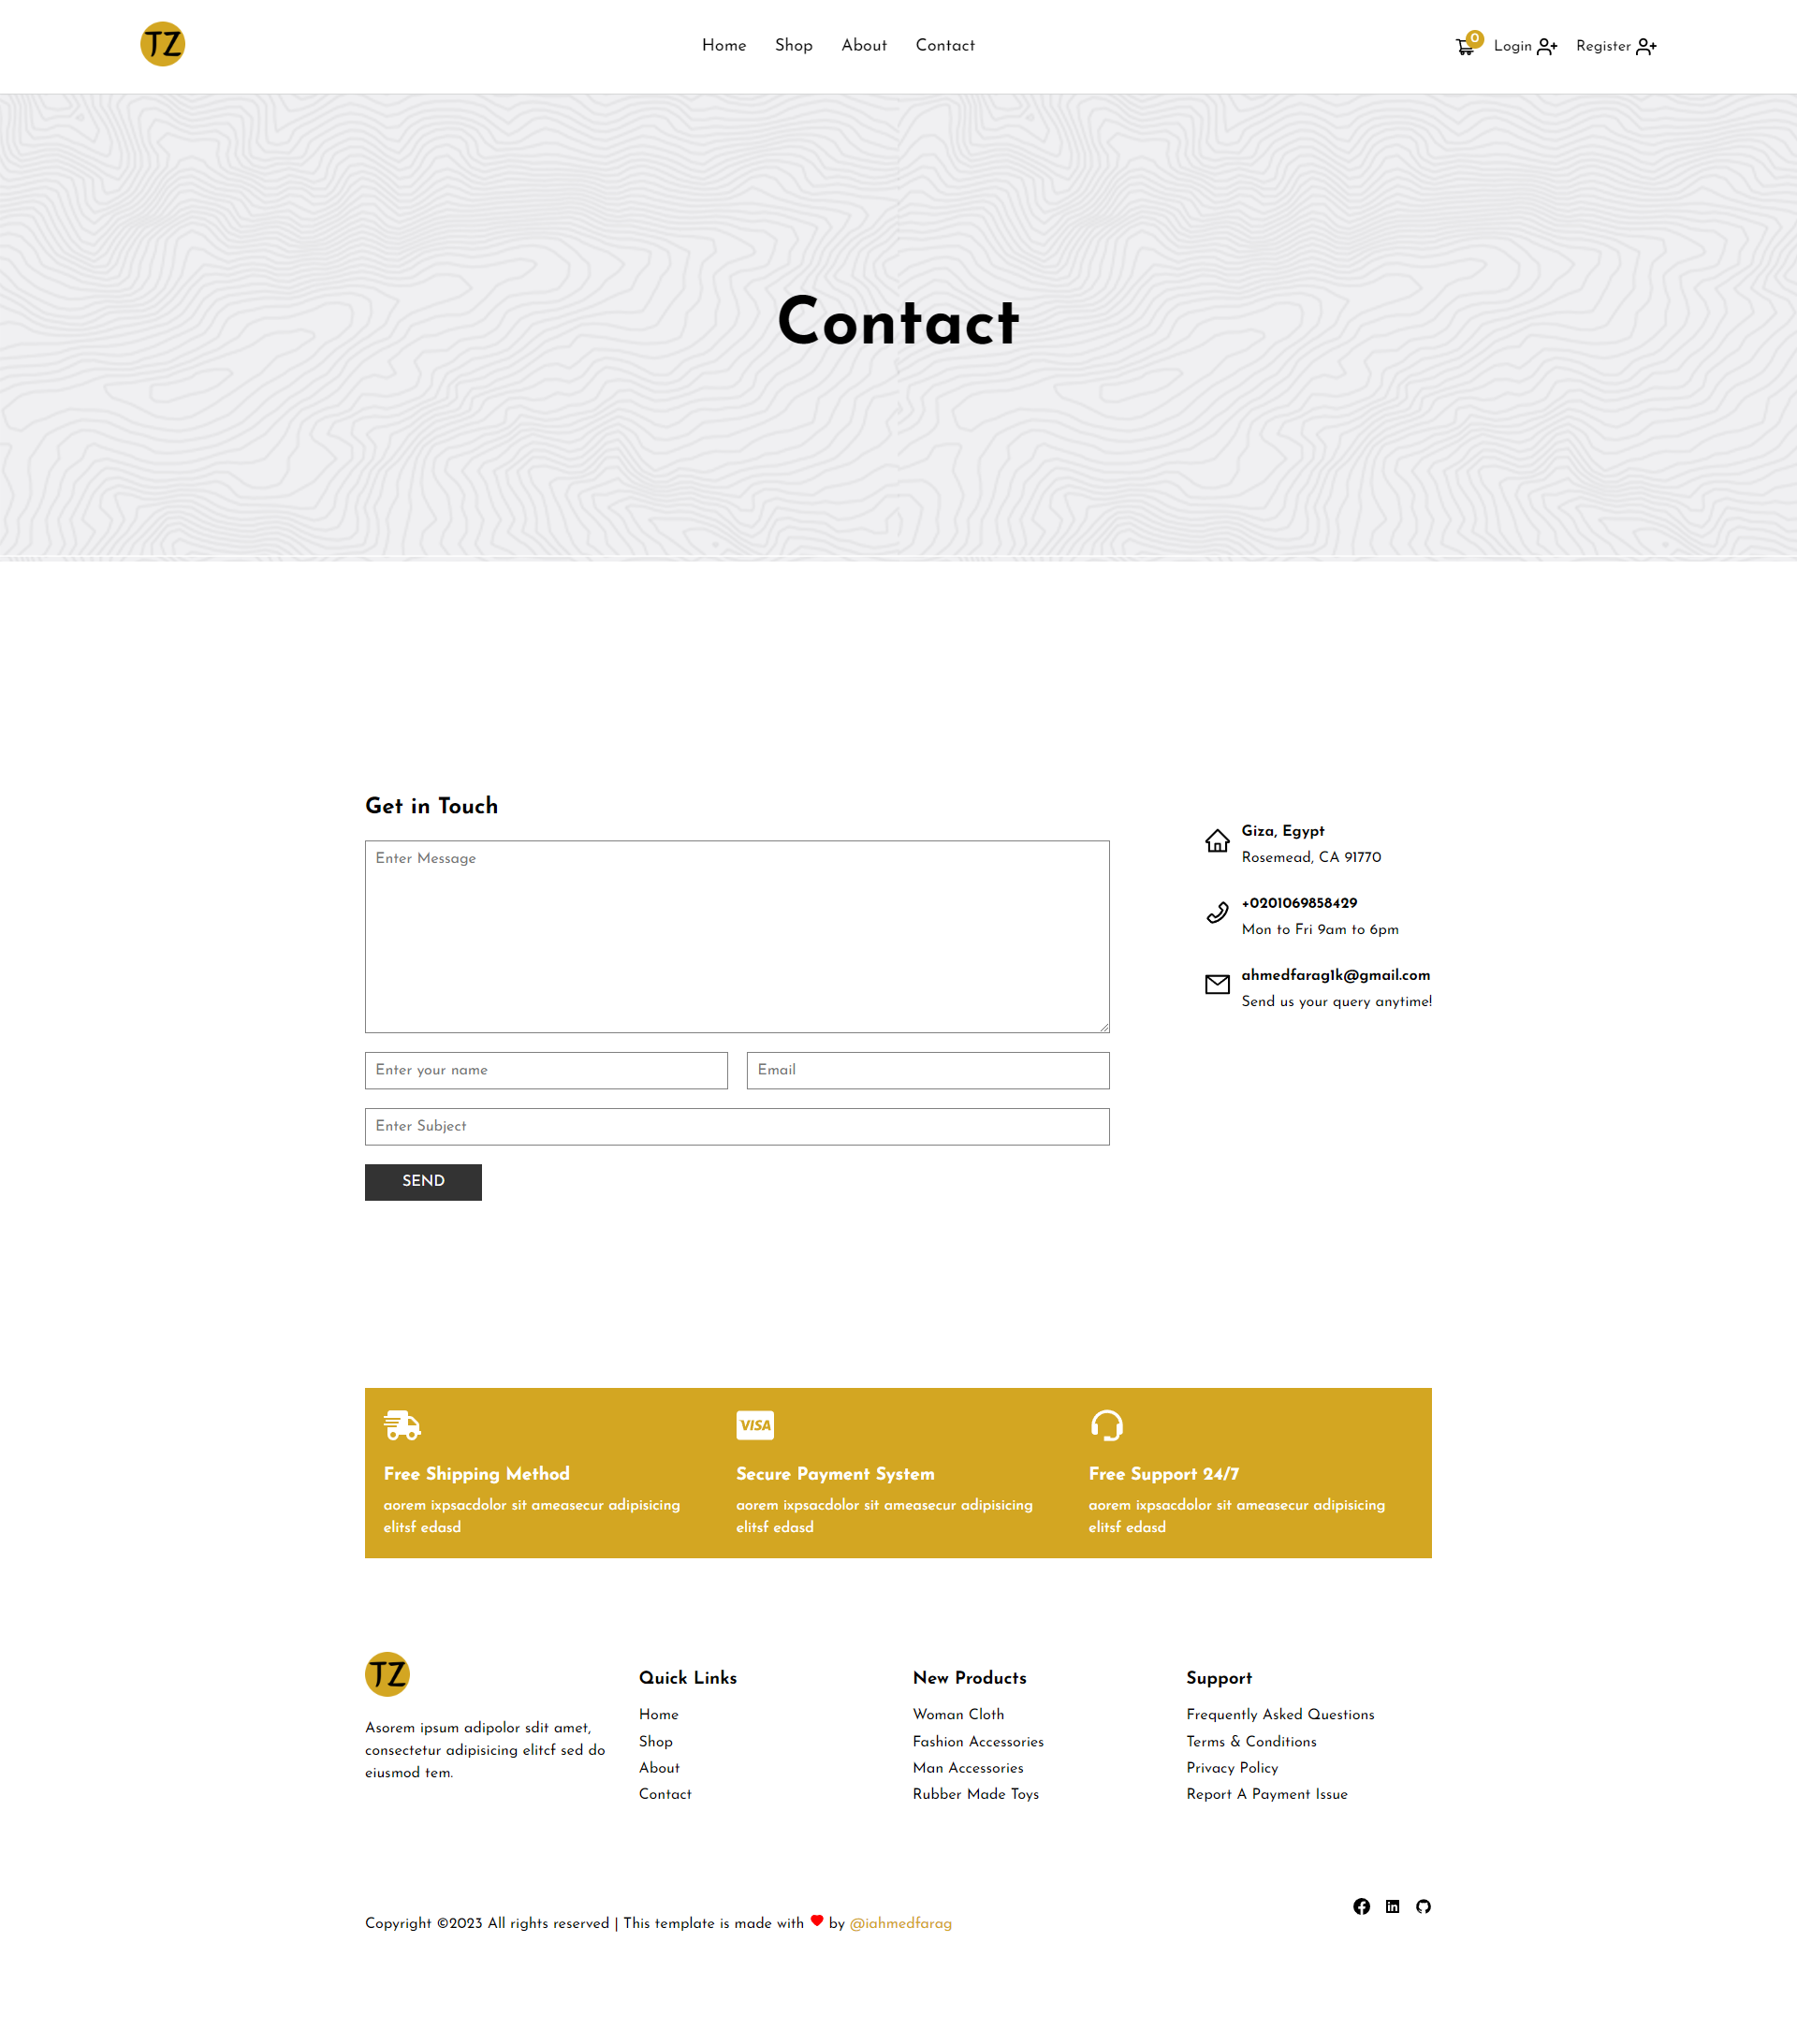 TZ
Home Shop About Contact
0 Login Register
Contact
Get in Touch
Enter Message
Enter your name
Email
Enter Subject
SEND
Giza, Egypt
Rosemead, CA 91770
+0201069858429
Mon to Fri 9am to 6pm
ahmedfarag1k@gmail.com
Send us your query anytime!
Free Shipping Method
aorem ixpsacdolor sit ameasecur adipisicing
elitsf edasd
VISA
Secure Payment System
aorem ixpsacdolor sit ameasecur adipisicing
elitsf edasd
Free Support 24/7
aorem ixpsacdolor sit ameasecur adipisicing
elitsf edasd
TZ
Asorem ipsum adipolor sdit amet,
consectetur adipisicing elitcf sed do
eiusmod tem.
Quick Links
Home
Shop
About
Contact
New Products
Woman Cloth
Fashion Accessories
Man Accessories
Rubber Made Toys
Support
Frequently Asked Questions
Terms & Conditions
Privacy Policy
Report A Payment Issue
Copyright ©2023 All rights reserved | This template is made with ♥ by @iahmedfarag